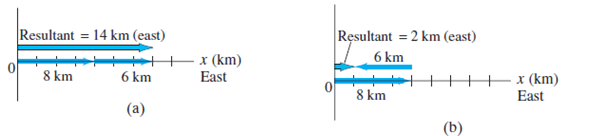 Resultant = 14 km (east)
x (km)
0
8 km
6 km
East
(a)
Resultant = 2 km (east)
6 km
x (km)
0
8 km
East
(b)